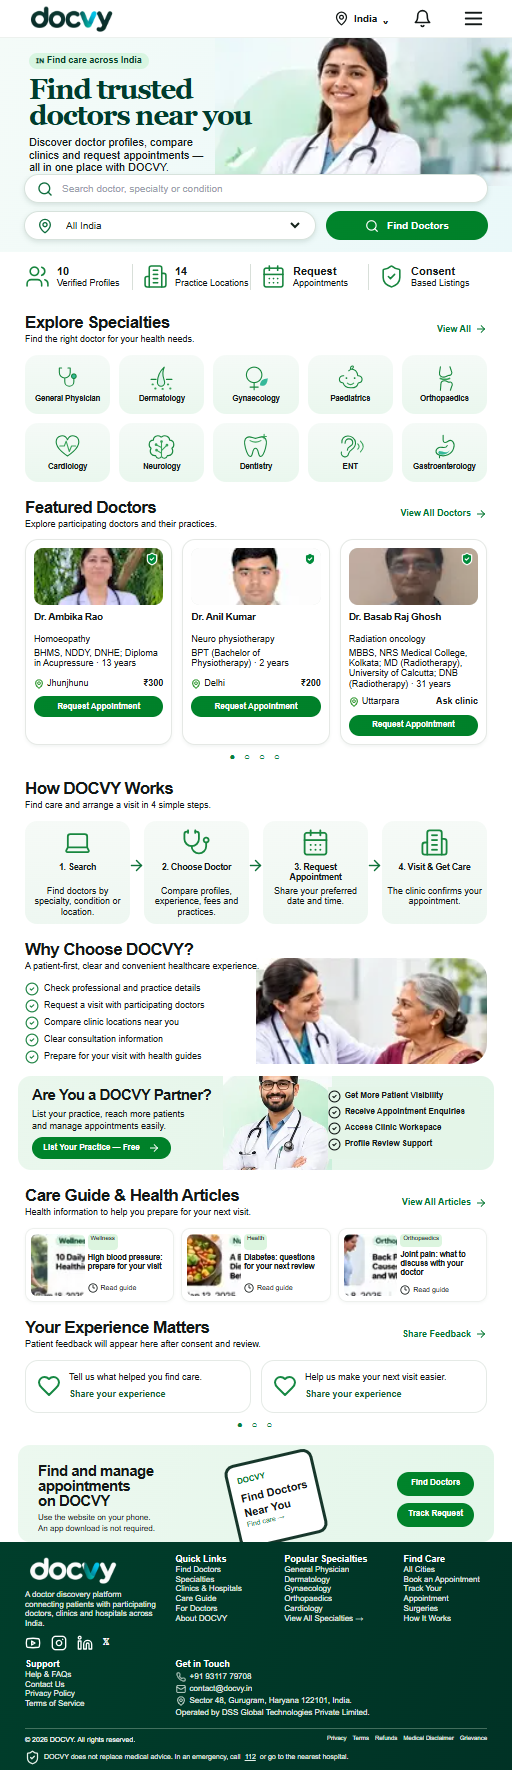 docvy
India
IN Find care across India
Find trusted
doctors near you
Discover doctor profiles, compare
clinics and request appointments —
all in one place with DOCVY.
Search doctor, specialty or condition
All India
Find Doctors
10
Verified Profiles
14
Practice Locations
Request
Appointments
Consent
Based Listings
Explore Specialties
Find the right doctor for your health needs.
View All →
General Physician
Dermatology
Gynaecology
Paediatrics
Orthopaedics
Cardiology
Neurology
Dentistry
ENT
Gastroenterology
Featured Doctors
Explore participating doctors and their practices.
View All Doctors →
Dr. Ambika Rao
Homoeopathy
BHMS, NDDY, DNHE; Diploma
in Acupressure · 13 years
Jhunjhunu ₹300
Request Appointment
Dr. Anil Kumar
Neuro physiotherapy
BPT (Bachelor of
Physiotherapy) · 2 years
Delhi ₹200
Request Appointment
Dr. Basab Raj Ghosh
Radiation oncology
MBBS, NRS Medical College,
Kolkata; MD (Radiotherapy),
University of Calcutta; DNB
(Radiotherapy) · 31 years
Uttarpara Ask clinic
Request Appointment
How DOCVY Works
Find care and arrange a visit in 4 simple steps.
1. Search
Find doctors by
specialty, condition or
location.
2. Choose Doctor
Compare profiles,
experience, fees and
practices.
3. Request
Appointment
Share your preferred
date and time.
4. Visit & Get Care
The clinic confirms your
appointment.
Why Choose DOCVY?
A patient-first, clear and convenient healthcare experience.
Check professional and practice details
Request a visit with participating doctors
Compare clinic locations near you
Clear consultation information
Prepare for your visit with health guides
Are You a DOCVY Partner?
List your practice, reach more patients
and manage appointments easily.
List Your Practice — Free →
Get More Patient Visibility
Receive Appointment Enquiries
Access Clinic Workspace
Profile Review Support
Care Guide & Health Articles
Health information to help you prepare for your next visit.
View All Articles →
Wellness
High blood pressure:
prepare for your visit
Read guide
Health
Diabetes: questions
for your next review
Read guide
Orthopaedics
Joint pain: what to
discuss with your
doctor
Read guide
Your Experience Matters
Patient feedback will appear here after consent and review.
Share Feedback →
Tell us what helped you find care.
Share your experience
Help us make your next visit easier.
Share your experience
Find and manage
appointments
on DOCVY
Use the website on your phone.
An app download is not required.
DOCVY
Find Doctors
Near You
Find care →
Find Doctors
Track Request
docvy
A doctor discovery platform
connecting patients with participating
doctors, clinics and hospitals across
India.
Quick Links
Find Doctors
Specialties
Clinics & Hospitals
Care Guide
For Doctors
About DOCVY
Popular Specialties
General Physician
Dermatology
Gynaecology
Orthopaedics
Cardiology
View All Specialties →
Find Care
All Cities
Book an Appointment
Track Your
Appointment
Surgeries
How It Works
Support
Help & FAQs
Contact Us
Privacy Policy
Terms of Service
Get in Touch
+91 93117 79708
contact@docvy.in
Sector 48, Gurugram, Haryana 122101, India.
Operated by DSS Global Technologies Private Limited.
© 2026 DOCVY. All rights reserved.
Privacy Terms Refunds Medical Disclaimer Grievance
DOCVY does not replace medical advice. In an emergency, call 112 or go to the nearest hospital.